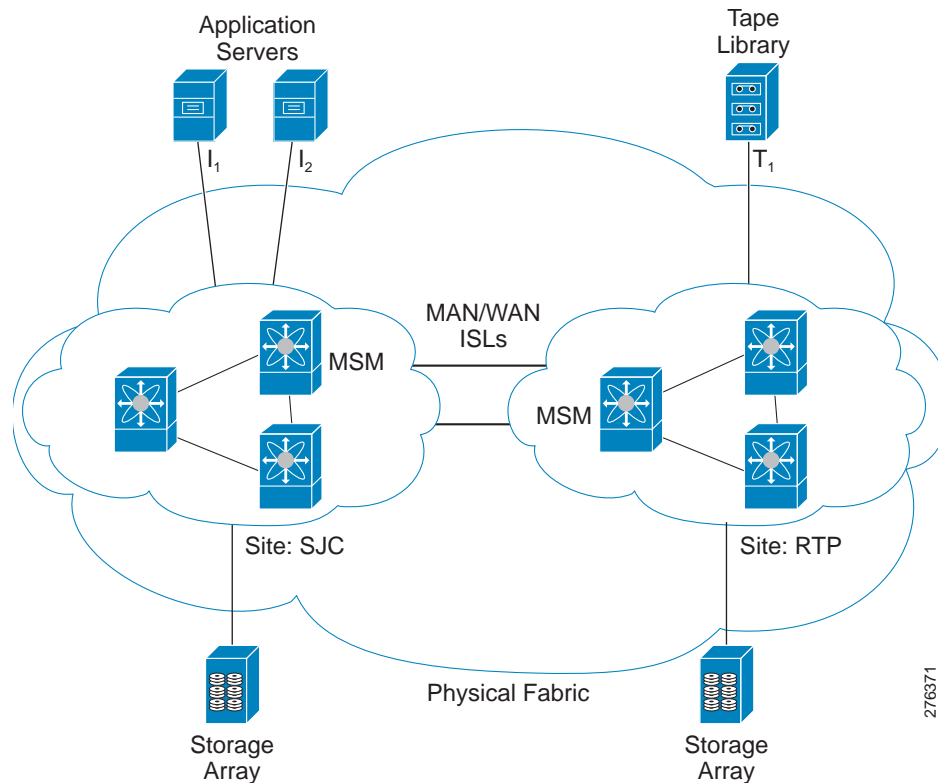 Application
Servers
Tape
Library
I1
I2
T1
MAN/WAN
ISLs
MSM
MSM
Site: SJC
Site: RTP
Physical Fabric
Storage
Array
Storage
Array
276371